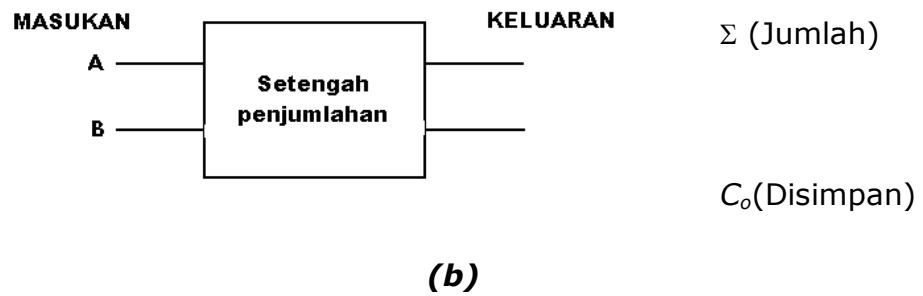 MASUKAN
KELUARAN
Σ (Jumlah)
A
Setengah
penjumlahan
B
Co(Disimpan)
(b)